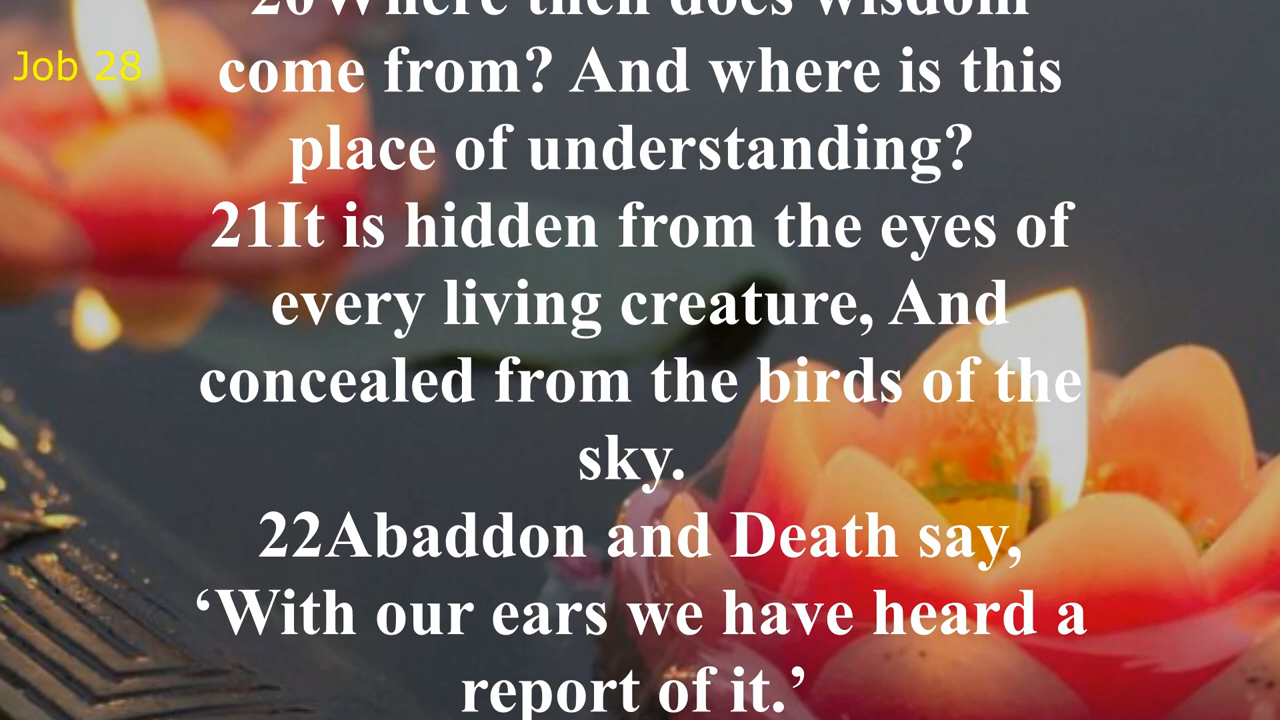 20Where then does wisdom
Job 28
come from? And where is this
place of understanding?
21It is hidden from the eyes of
every living creature, And
concealed from the birds of the
sky.
22Abaddon and Death say,
‘With our ears we have heard a
report of it.’